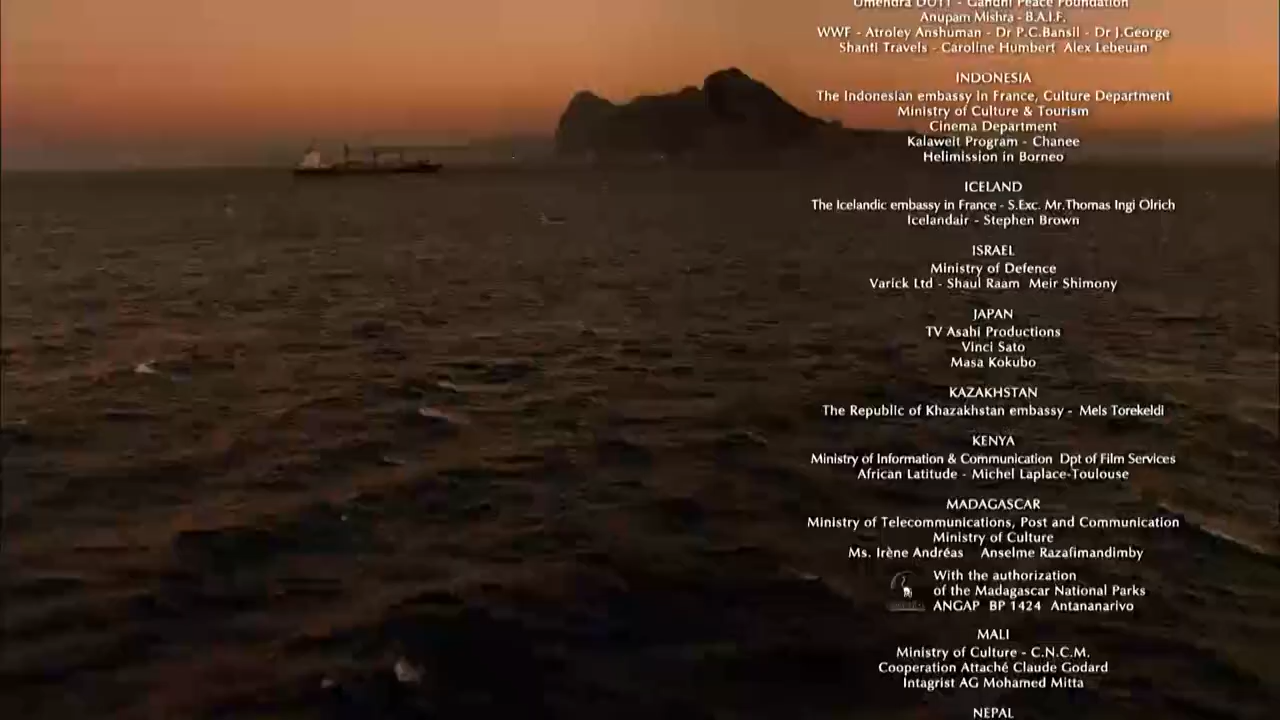 Umendra DUTT - Gandhi Peace Foundation
Anupam Mishra - B.A.I.F.
WWF - Atroley Anshuman - Dr P.C.Bansil - Dr J.George
Shanti Travels - Caroline Humbert Alex Lebeuan
INDONESIA
The Indonesian embassy in France, Culture Department
Ministry of Culture & Tourism
Cinema Department
Kalaweit Program - Chanee
Helimission in Borneo
ICELAND
The Icelandic embassy in France - S.Exc. Mr.Thomas Ingi Olrich
Icelandair - Stephen Brown
ISRAEL
Ministry of Defence
Varick Ltd - Shaul Raam Meir Shimony
JAPAN
TV Asahi Productions
Vinci Sato
Masa Kokubo
KAZAKHSTAN
The Republic of Khazakhstan embassy - Mels Torekeldi
KENYA
Ministry of Information & Communication Dpt of Film Services
African Latitude - Michel Laplace-Toulouse
MADAGASCAR
Ministry of Telecommunications, Post and Communication
Ministry of Culture
Ms. Irène Andréas Anselme Razafimandimby
With the authorization
of the Madagascar National Parks
ANGAP BP 1424 Antananarivo
MALI
Ministry of Culture - C.N.C.M.
Cooperation Attaché Claude Godard
Intagrist AG Mohamed Mitta
NEPAL